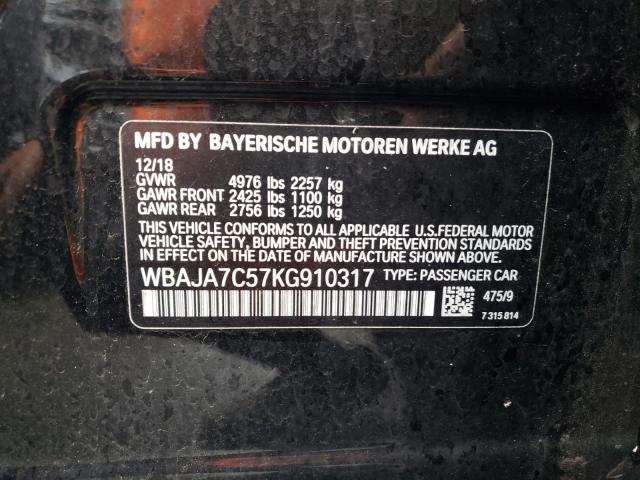 MFD BY BAYERISCHE MOTOREN WERKE AG
12/18
GVWR 4976 lbs 2257 kg
GAWR FRONT 2425 lbs 1100 kg
GAWR REAR 2756 lbs 1250 kg
THIS VEHICLE CONFORMS TO ALL APPLICABLE U.S.FEDERAL MOTOR
VEHICLE SAFETY, BUMPER, AND THEFT PREVENTION STANDARDS
IN EFFECT ON THE DATE OF MANUFACTURE SHOWN ABOVE.
WBAJA7C57KG910317 TYPE: PASSENGER CAR
475/9
7 315 814